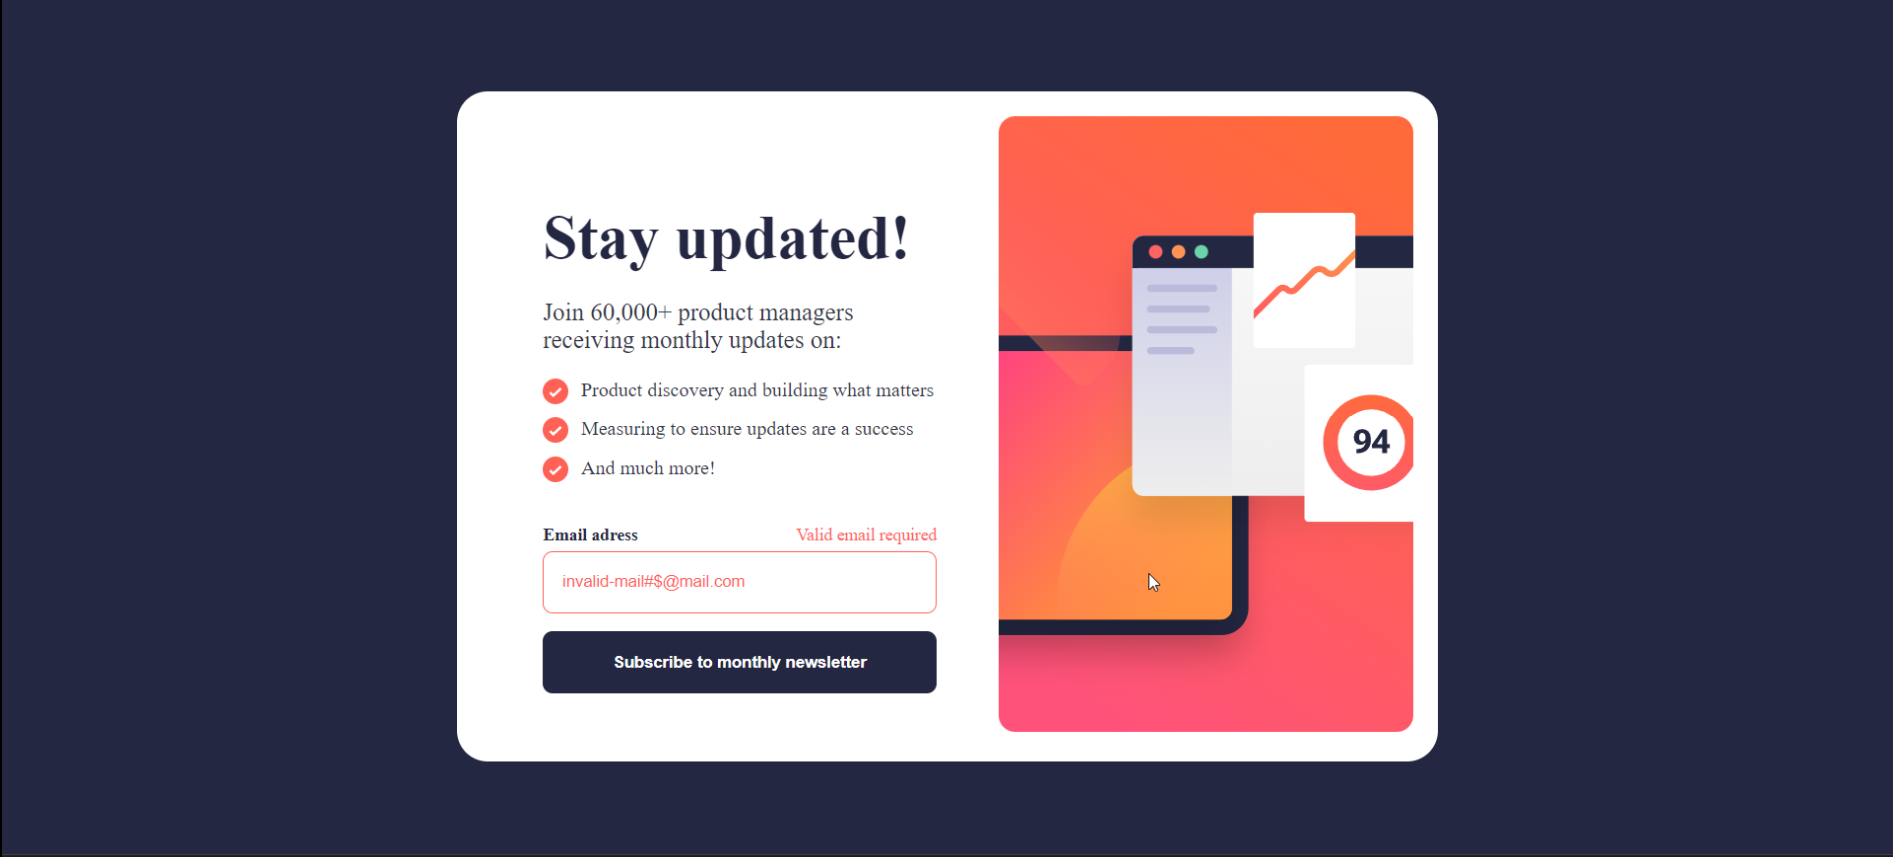 Stay updated!
Join 60,000+ product managers
receiving monthly updates on:
Product discovery and building what matters
Measuring to ensure updates are a success
And much more!
Email adress
Valid email required
invalid-mail#$@mail.com
Subscribe to monthly newsletter
94